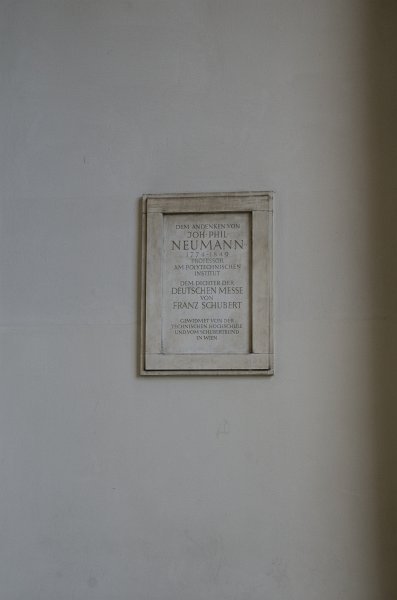 DEM ANDENKEN VON
JOH·PHIL
NEUMANN
1774-1849
PROFESSOR
AM POLYTECHNISCHEN
INSTITUT
DEM DICHTER DER
DEUTSCHEN MESSE
VON
FRANZ SCHUBERT
GEWIDMET VON DER
TECHNISCHEN HOCHSCHULE
UND VOM SCHUBERTBUND
IN WIEN